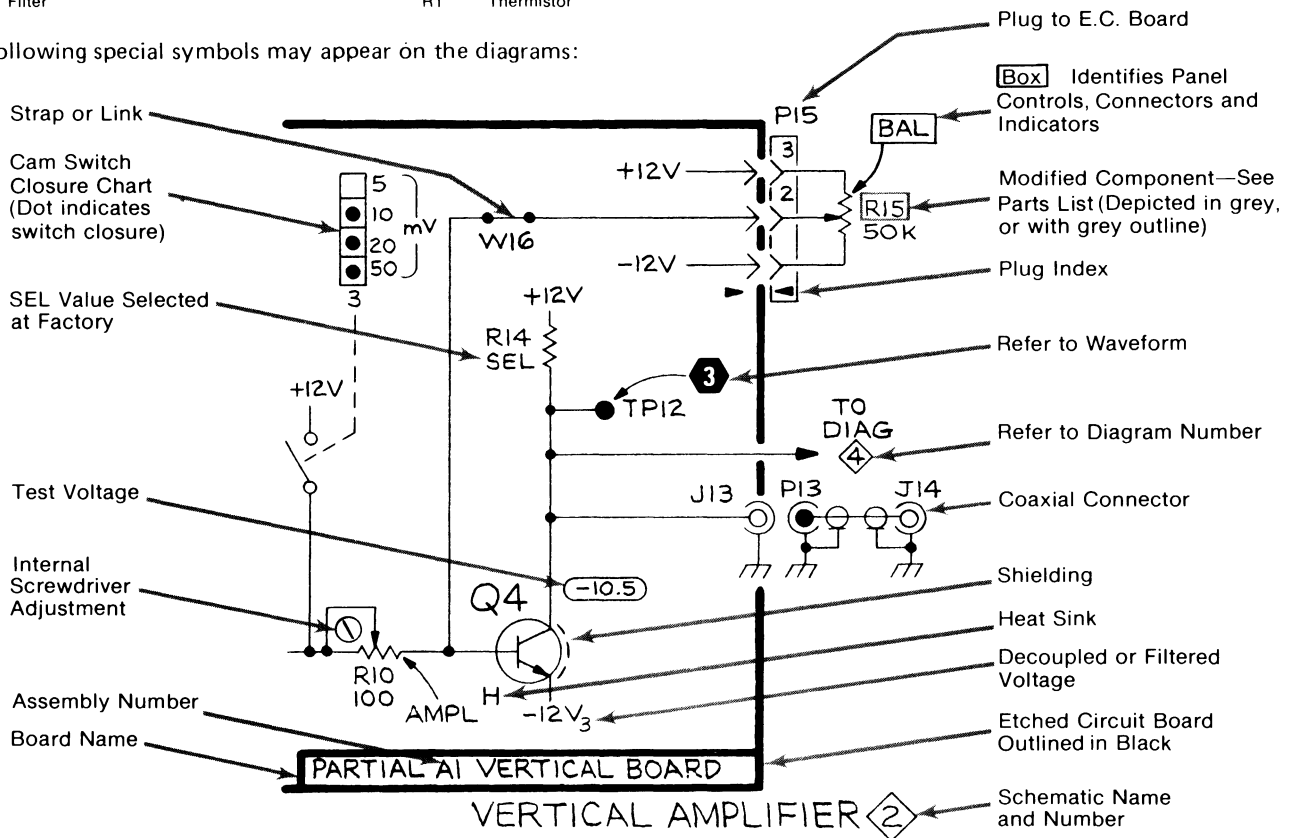 Filter
RT Thermistor
ollowing special symbols may appear on the diagrams:
Strap or Link
Cam Switch
Closure Chart
(Dot indicates
switch closure)
SEL Value Selected
at Factory
Test Voltage
Internal
Screwdriver
Adjustment
Assembly Number
Board Name
5
10
20
50
mV
3
+12V
W16
+12V
-12V
+12V
R14
SEL
TP12
3
P15
3
2
BAL
R15
50K
TO
DIAG
4
J13
P13
J14
-10.5
Q4
R10
100
AMPL
H
-12V3
PARTIAL A1 VERTICAL BOARD
VERTICAL AMPLIFIER 2
Plug to E.C. Board
Box Identifies Panel
Controls, Connectors and
Indicators
Modified Component—See
Parts List (Depicted in grey,
or with grey outline)
Plug Index
Refer to Waveform
Refer to Diagram Number
Coaxial Connector
Shielding
Heat Sink
Decoupled or Filtered
Voltage
Etched Circuit Board
Outlined in Black
Schematic Name
and Number